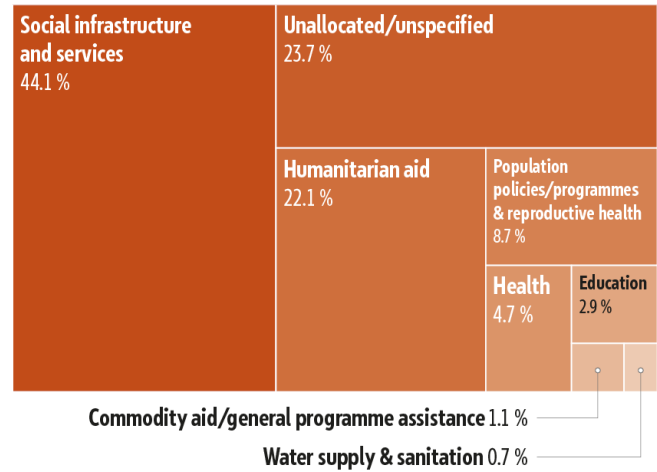 Social infrastructure
and services
44.1 %
Unallocated/unspecified
23.7 %
Humanitarian aid
22.1 %
Population
policies/programmes
& reproductive health
8.7 %
Health
4.7 %
Education
2.9 %
Commodity aid/general programme assistance 1.1 %
Water supply & sanitation 0.7 %